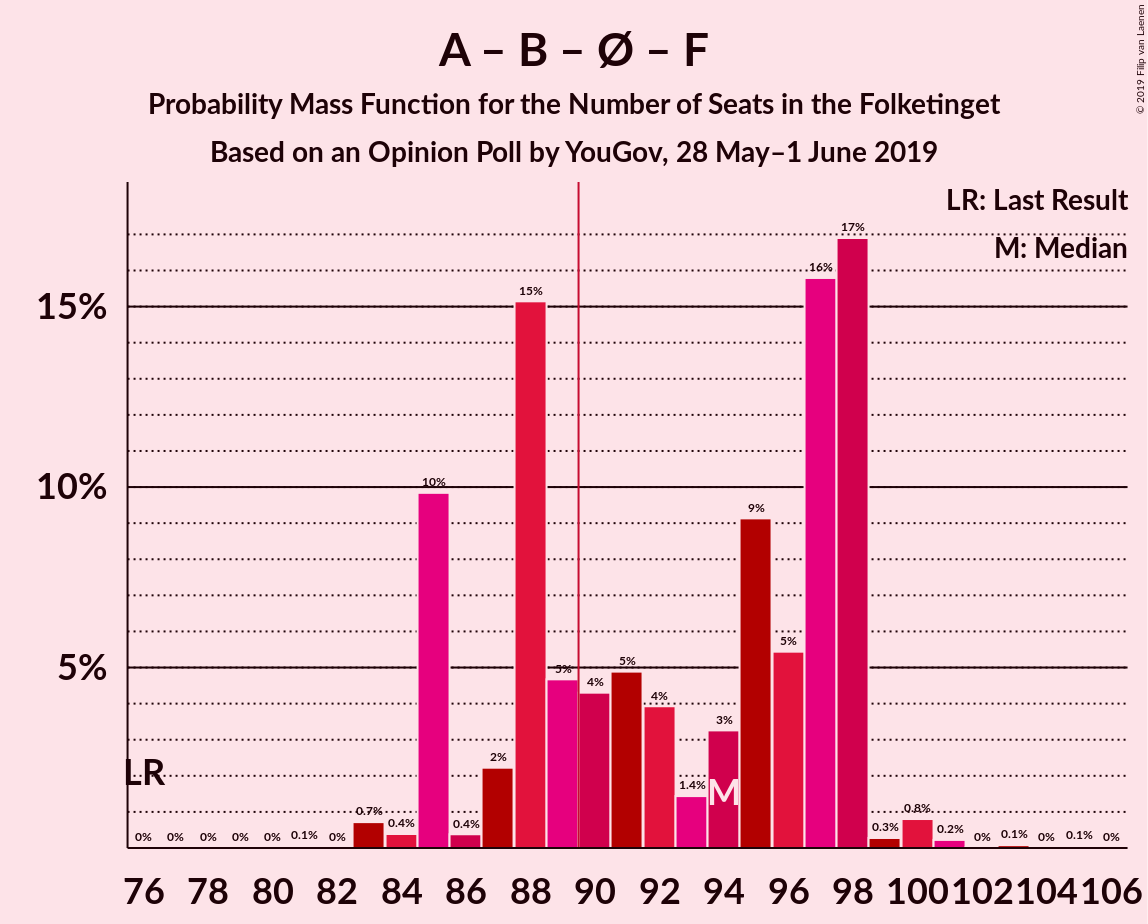 A – B – Ø – F
Probability Mass Function for the Number of Seats in the Folketinget
Based on an Opinion Poll by YouGov, 28 May–1 June 2019
© 2019 Filip van Laenen
LR: Last Result
M: Median
15%
10%
5%
LR
M
0% 0% 0% 0% 0% 0.1% 0% 0.7% 0.4% 10% 0.4% 2% 15% 5% 4% 5% 4% 1.4% 3% 9% 5% 16% 17% 0.3% 0.8% 0.2% 0% 0.1% 0% 0.1% 0%
76 78 80 82 84 86 88 90 92 94 96 98 100 102 104 106